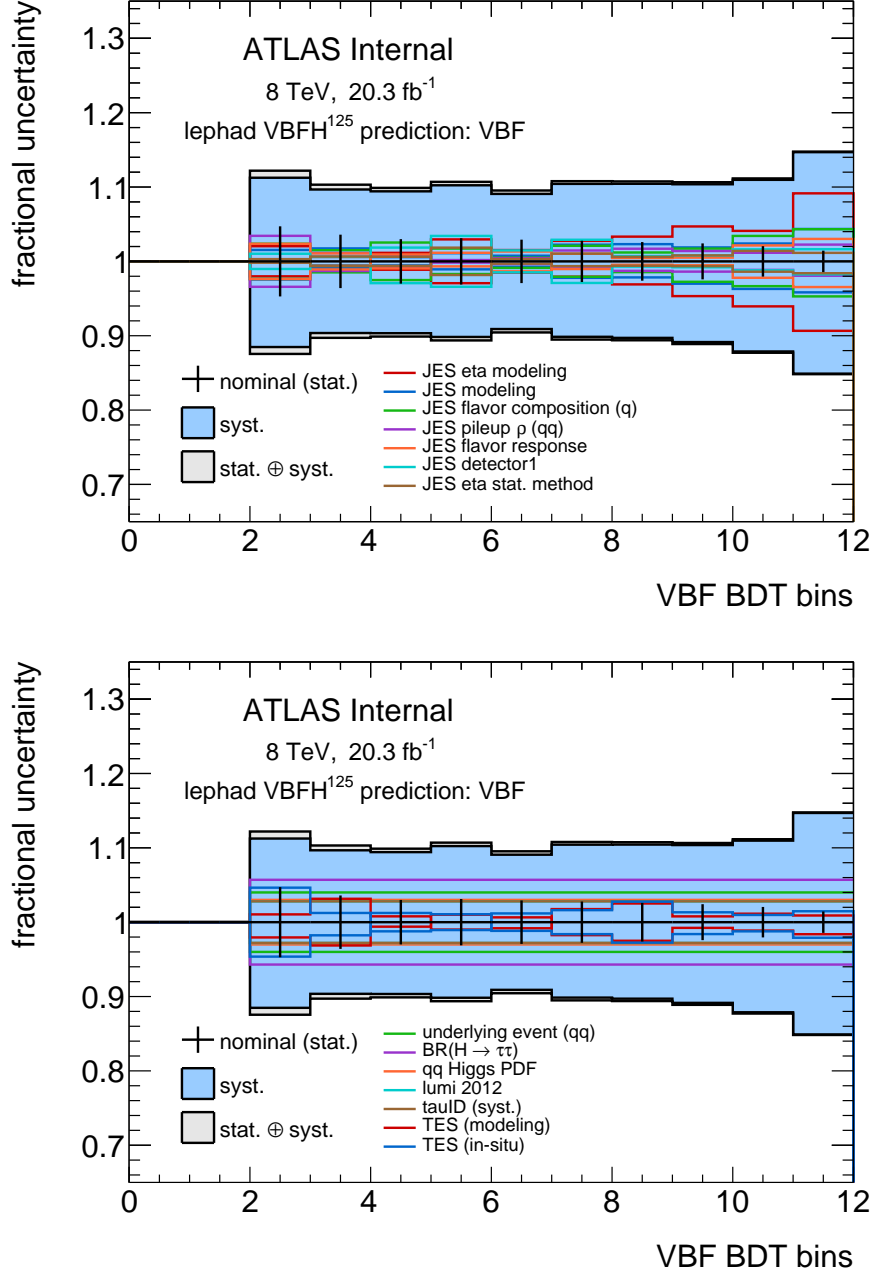 fractional uncertainty
1.3
1.2
1.1
1
0.9
0.8
0.7
ATLAS Internal
8 TeV, 20.3 fb⁻¹
lephad VBFH¹²⁵ prediction: VBF
nominal (stat.)
syst.
stat. ⊕ syst.
JES eta modeling
JES modeling
JES flavor composition (q)
JES pileup ρ (qq)
JES flavor response
JES detector1
JES eta stat. method
0 2 4 6 8 10 12
VBF BDT bins
fractional uncertainty
1.3
1.2
1.1
1
0.9
0.8
0.7
ATLAS Internal
8 TeV, 20.3 fb⁻¹
lephad VBFH¹²⁵ prediction: VBF
nominal (stat.)
syst.
stat. ⊕ syst.
underlying event (qq)
BR(H → ττ)
qq Higgs PDF
lumi 2012
tauID (syst.)
TES (modeling)
TES (in-situ)
0 2 4 6 8 10 12
VBF BDT bins